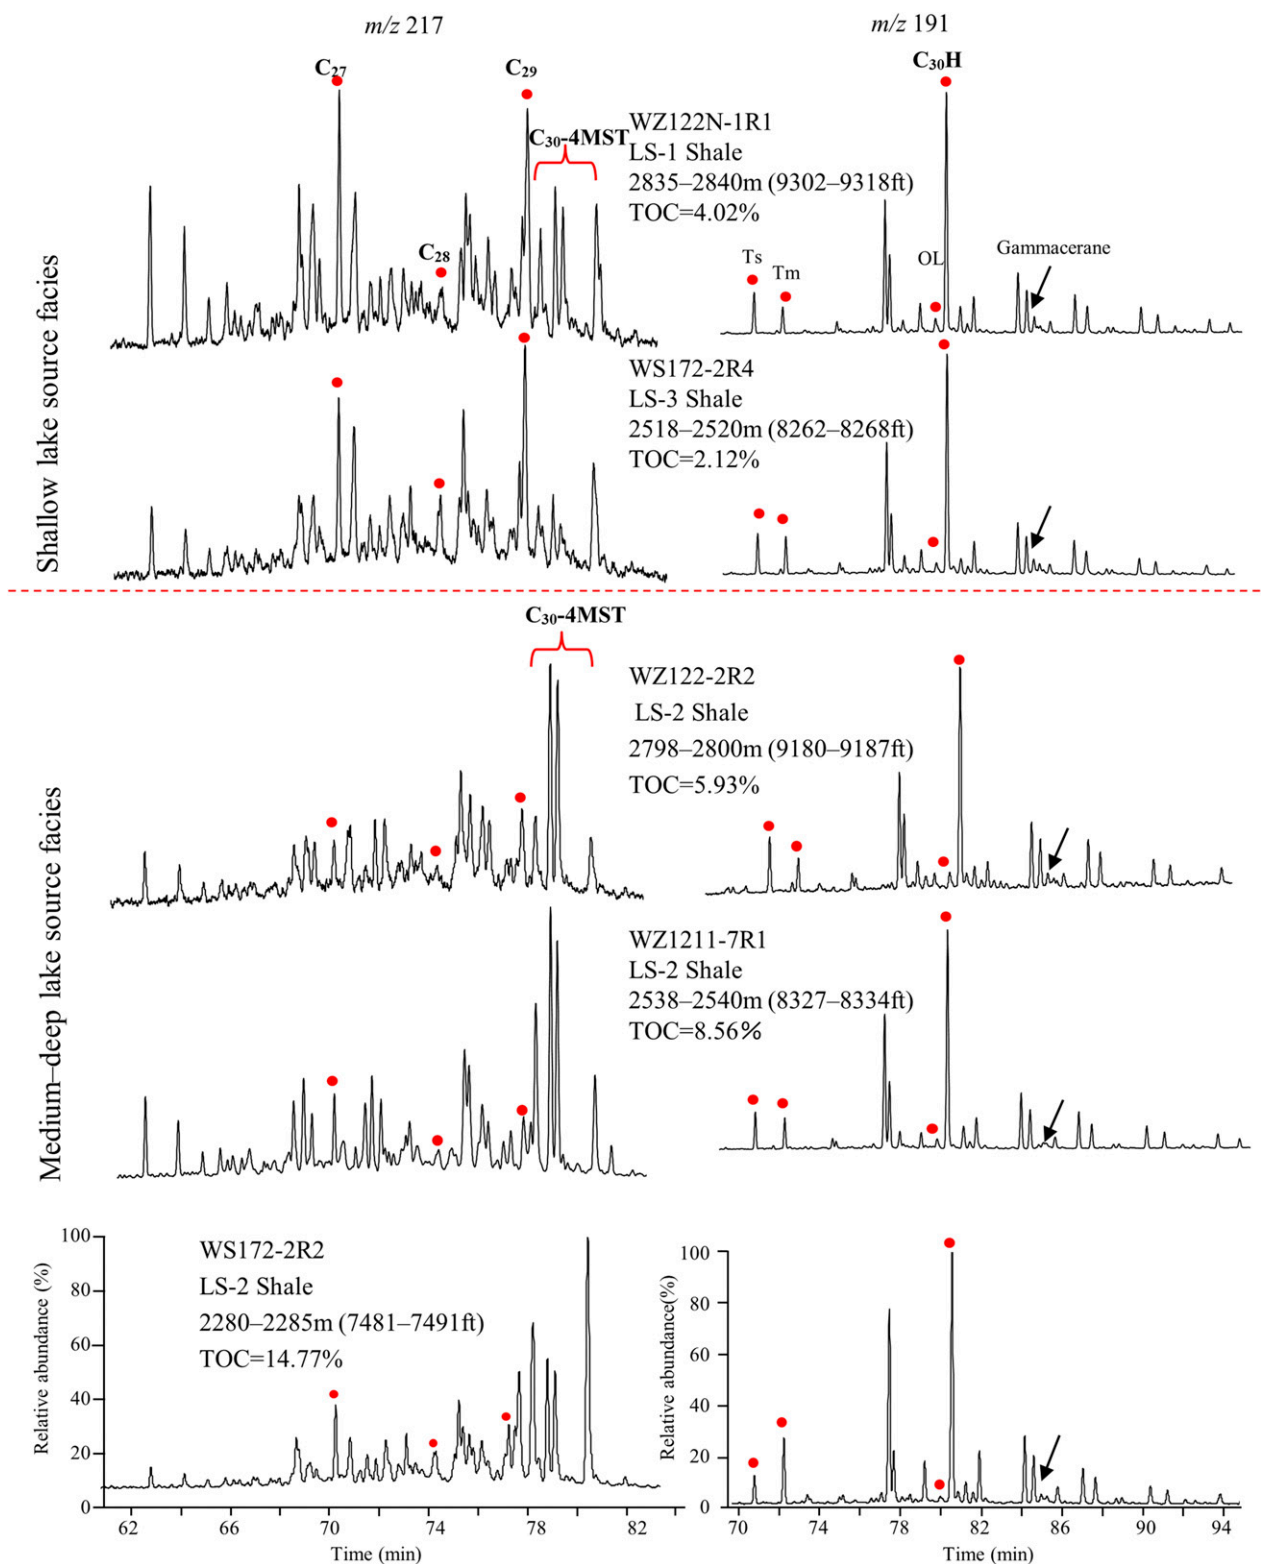 m/z 217
m/z 191
C27
C29
C30H
C30-4MST
WZ122N-1R1
LS-1 Shale
2835–2840m (9302–9318ft)
TOC=4.02%
C28
Ts
Tm
OL
Gammacerane
Shallow lake source facies
WS172-2R4
LS-3 Shale
2518–2520m (8262–8268ft)
TOC=2.12%
C30-4MST
WZ122-2R2
LS-2 Shale
2798–2800m (9180–9187ft)
TOC=5.93%
Medium–deep lake source facies
WZ1211-7R1
LS-2 Shale
2538–2540m (8327–8334ft)
TOC=8.56%
WS172-2R2
LS-2 Shale
2280–2285m (7481–7491ft)
TOC=14.77%
Relative abundance (%)
100
80
60
40
20
0
62 66 70 74 78 82
Time (min)
Relative abundance(%)
100
80
60
40
20
0
70 74 78 82 86 90 94
Time (min)